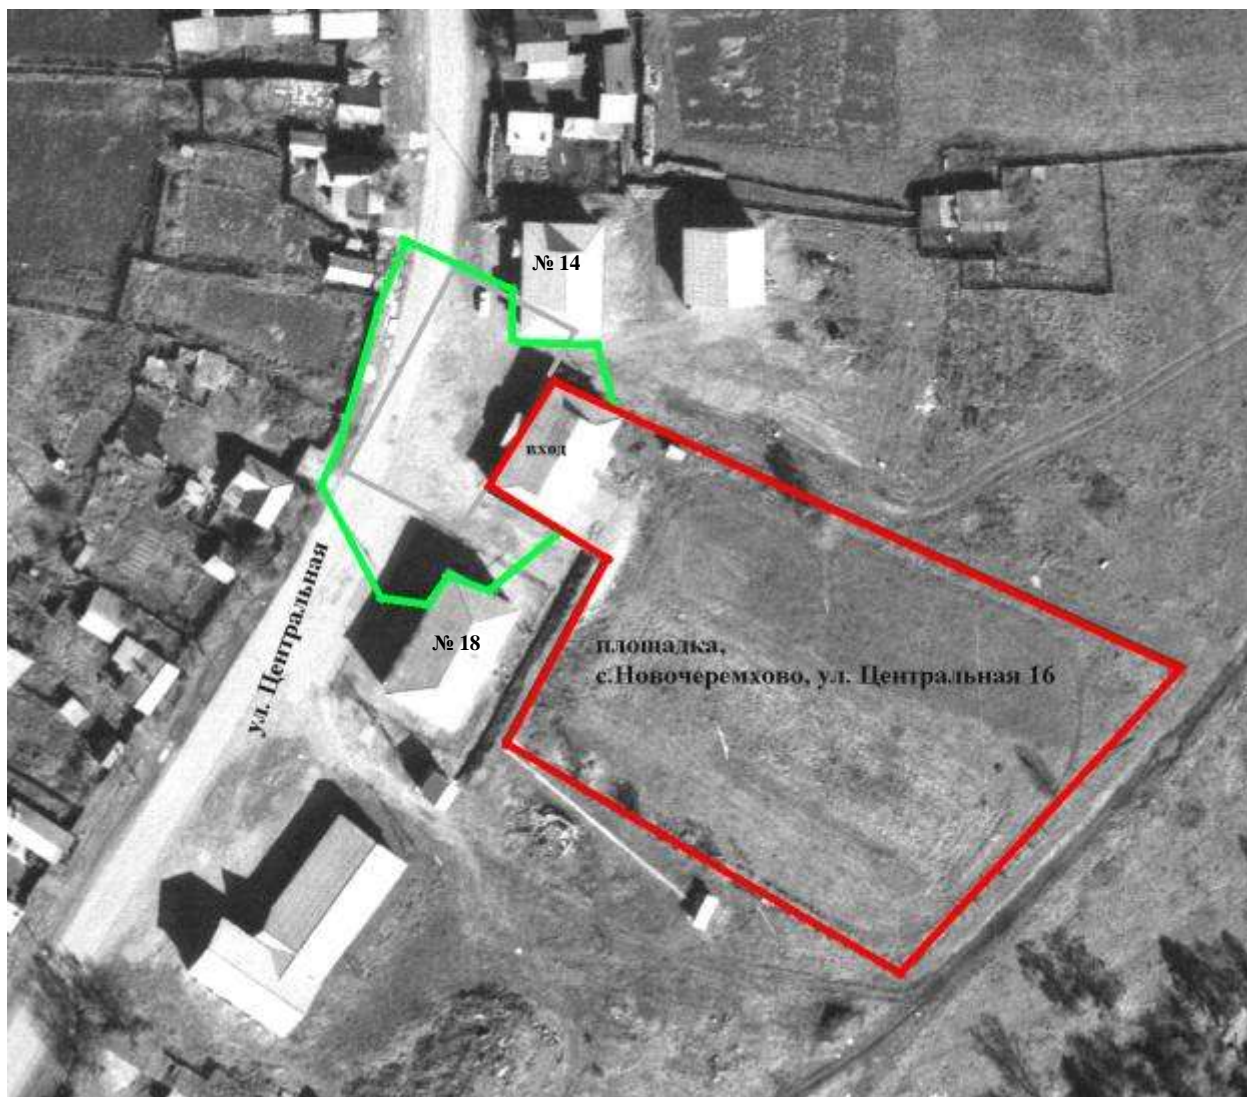 № 14
вход
ул. Центральная
№ 18
площадка,
с.Новочеремхово, ул. Центральная 16